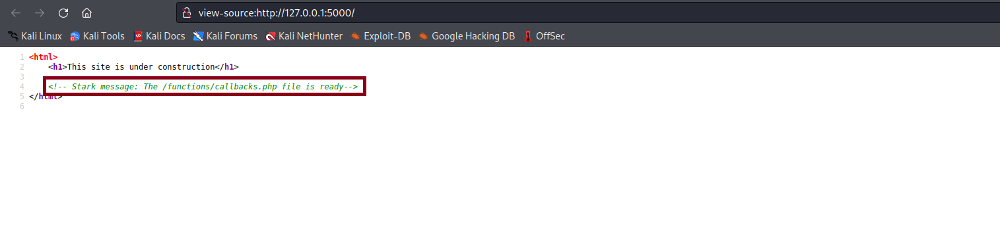 view-source:http://127.0.0.1:5000/
Kali Linux Kali Tools Kali Docs Kali Forums Kali NetHunter Exploit-DB Google Hacking DB OffSec
1 <html>
2 <h1>This site is under construction</h1>
3
4 <!-- Stark message: The /functions/callbacks.php file is ready-->
5 </html>
6